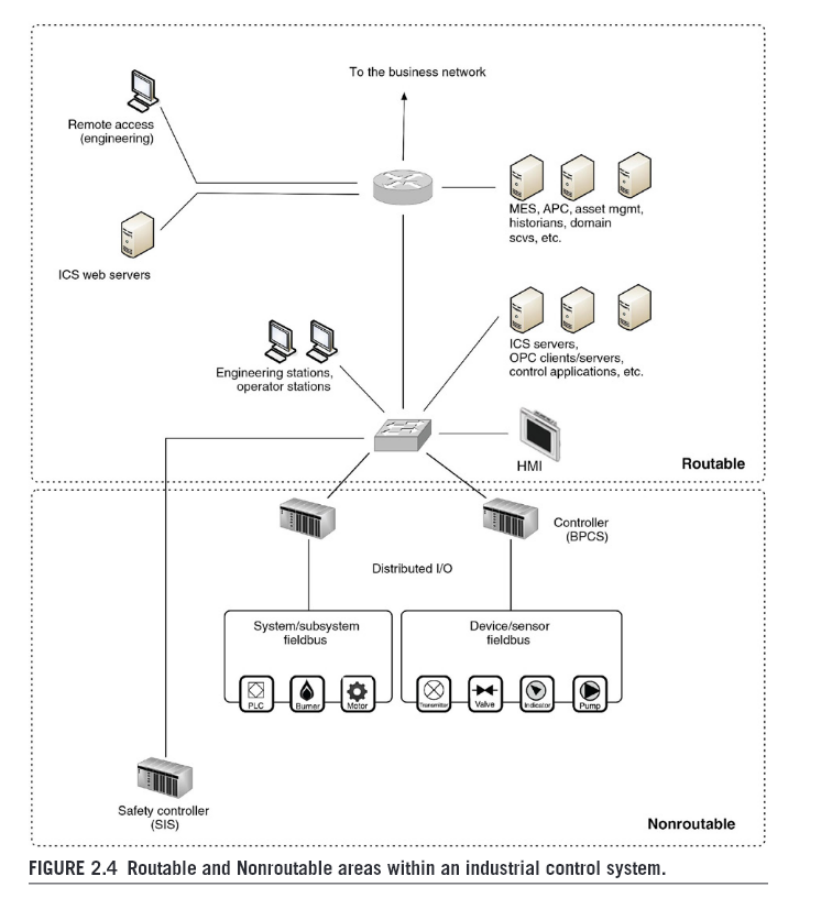 To the business network
Remote access
(engineering)
MES, APC, asset mgmt,
historians, domain
scvs, etc.
ICS web servers
ICS servers,
OPC clients/servers,
control applications, etc.
Engineering stations,
operator stations
HMI
Routable
Controller
(BPCS)
Distributed I/O
System/subsystem
fieldbus
Device/sensor
fieldbus
PLC
Burner
Motor
Transmitter
Valve
Indicator
Pump
Safety controller
(SIS)
Nonroutable
FIGURE 2.4 Routable and Nonroutable areas within an industrial control system.